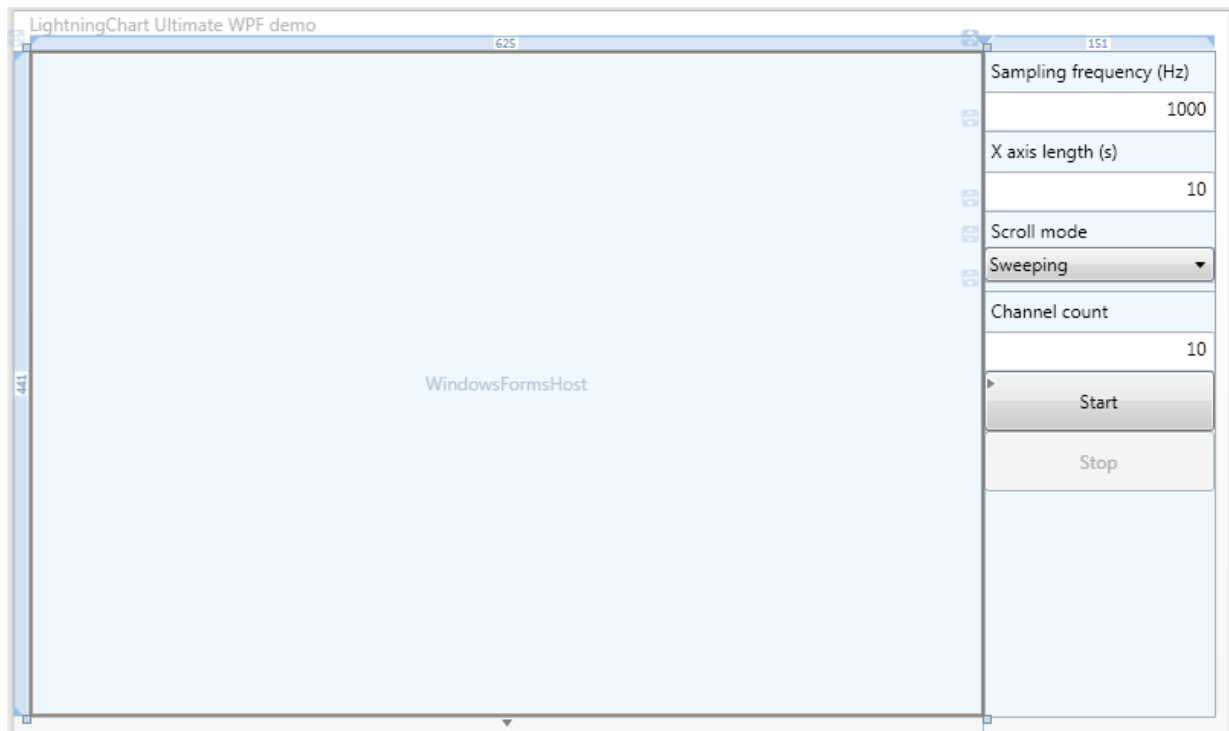 LightningChart Ultimate WPF demo
625
151
Sampling frequency (Hz)
1000
X axis length (s)
10
Scroll mode
Sweeping
Channel count
10
441
WindowsFormsHost
Start
Stop